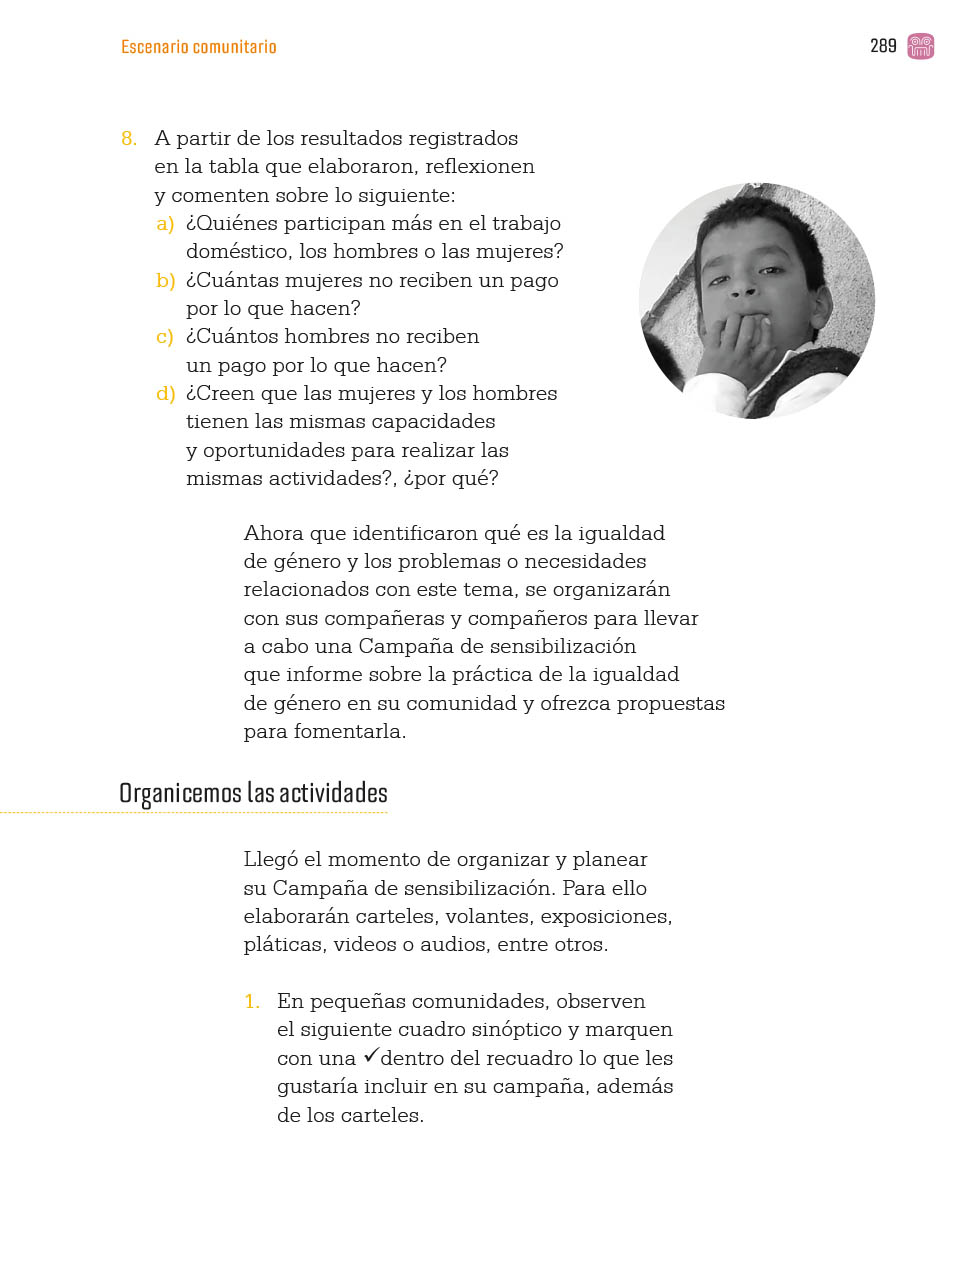 Escenario comunitario
289
8. A partir de los resultados registrados
en la tabla que elaboraron, reflexionen
y comenten sobre lo siguiente:
a) ¿Quiénes participan más en el trabajo
doméstico, los hombres o las mujeres?
b) ¿Cuántas mujeres no reciben un pago
por lo que hacen?
c) ¿Cuántos hombres no reciben
un pago por lo que hacen?
d) ¿Creen que las mujeres y los hombres
tienen las mismas capacidades
y oportunidades para realizar las
mismas actividades?, ¿por qué?
Ahora que identificaron qué es la igualdad
de género y los problemas o necesidades
relacionados con este tema, se organizarán
con sus compañeras y compañeros para llevar
a cabo una Campaña de sensibilización
que informe sobre la práctica de la igualdad
de género en su comunidad y ofrezca propuestas
para fomentarla.
Organicemos las actividades
Llegó el momento de organizar y planear
su Campaña de sensibilización. Para ello
elaborarán carteles, volantes, exposiciones,
pláticas, videos o audios, entre otros.
1. En pequeñas comunidades, observen
el siguiente cuadro sinóptico y marquen
con una ✓ dentro del recuadro lo que les
gustaría incluir en su campaña, además
de los carteles.